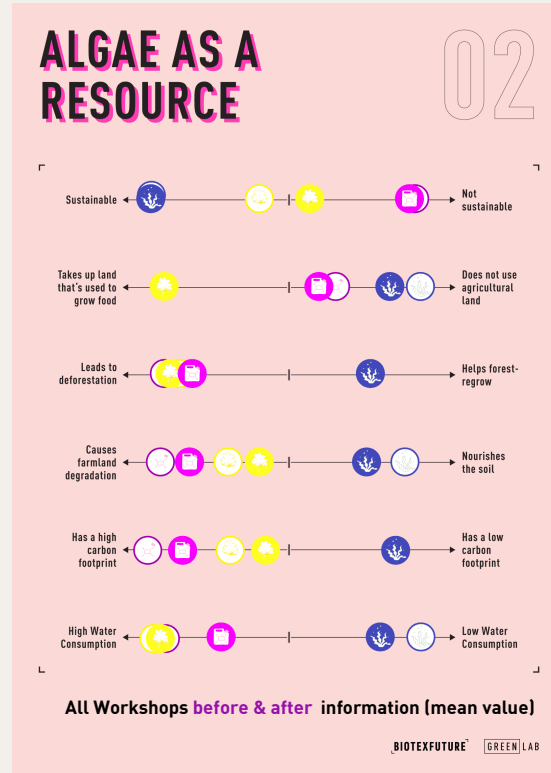 ALGAE AS A
RESOURCE
02
Sustainable
Not
sustainable
Takes up land
that's used to
grow food
Does not use
agricultural
land
Leads to
deforestation
Helps forest-
regrow
Causes
farmland
degradation
Nourishes
the soil
Has a high
carbon
footprint
Has a low
carbon
footprint
High Water
Consumption
Low Water
Consumption
All Workshops before & after information (mean value)
BIOTEXFUTURE GREEN LAB